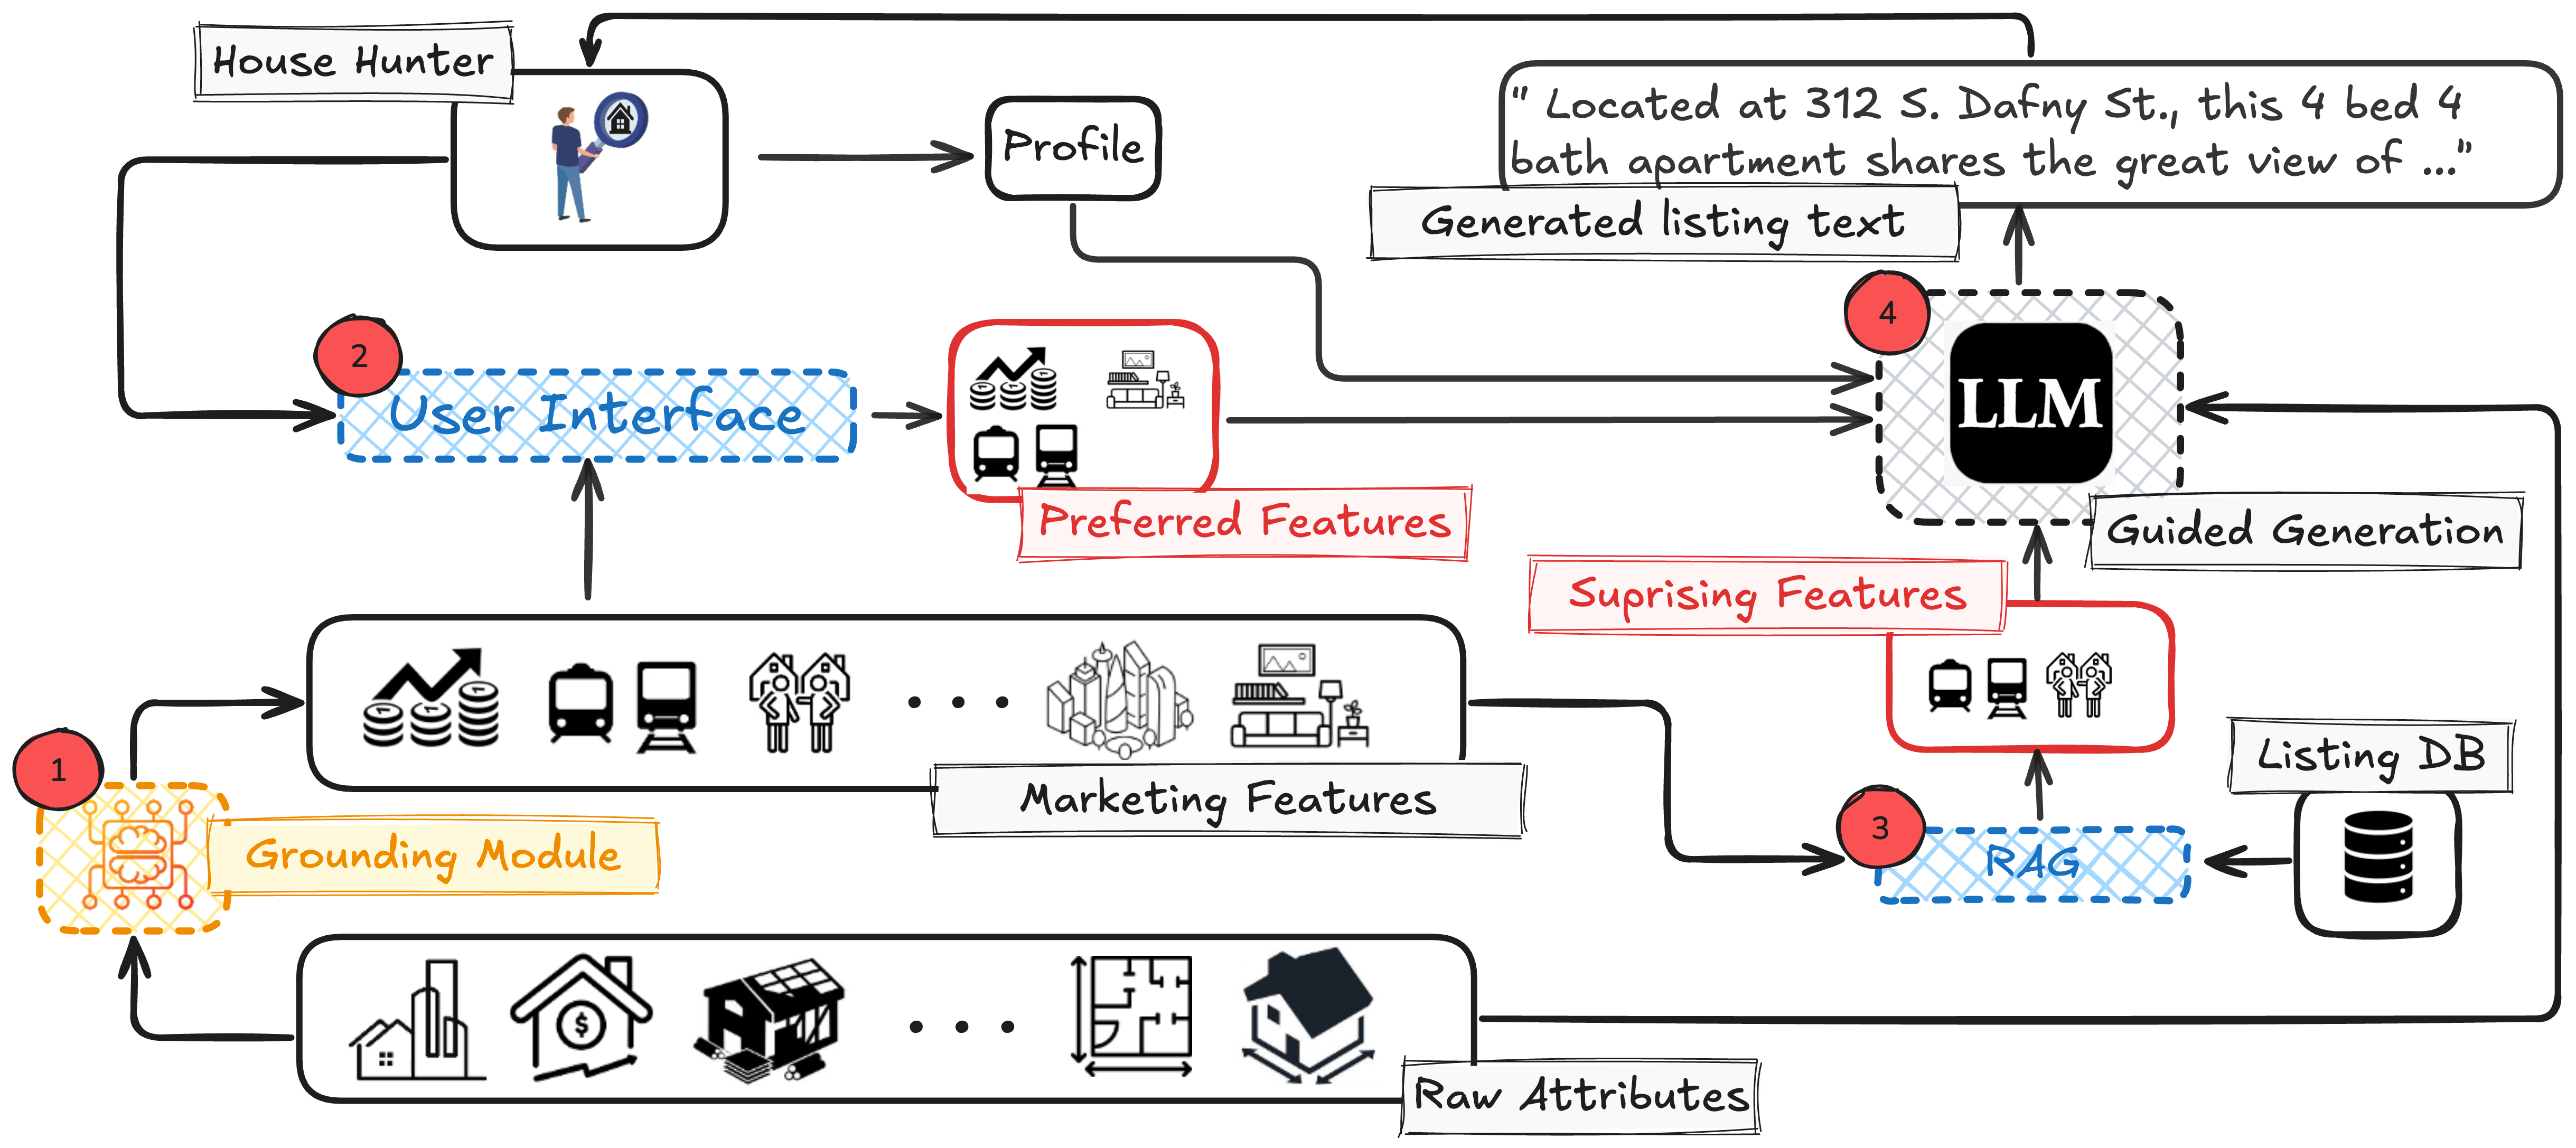 House Hunter
Profile
" Located at 312 S. Dafny St., this 4 bed 4
bath apartment shares the great view of ..."
Generated listing text
2
User Interface
Preferred Features
4
LLM
Guided Generation
Suprising Features
Marketing Features
1
Grounding Module
3
RAG
Listing DB
Raw Attributes